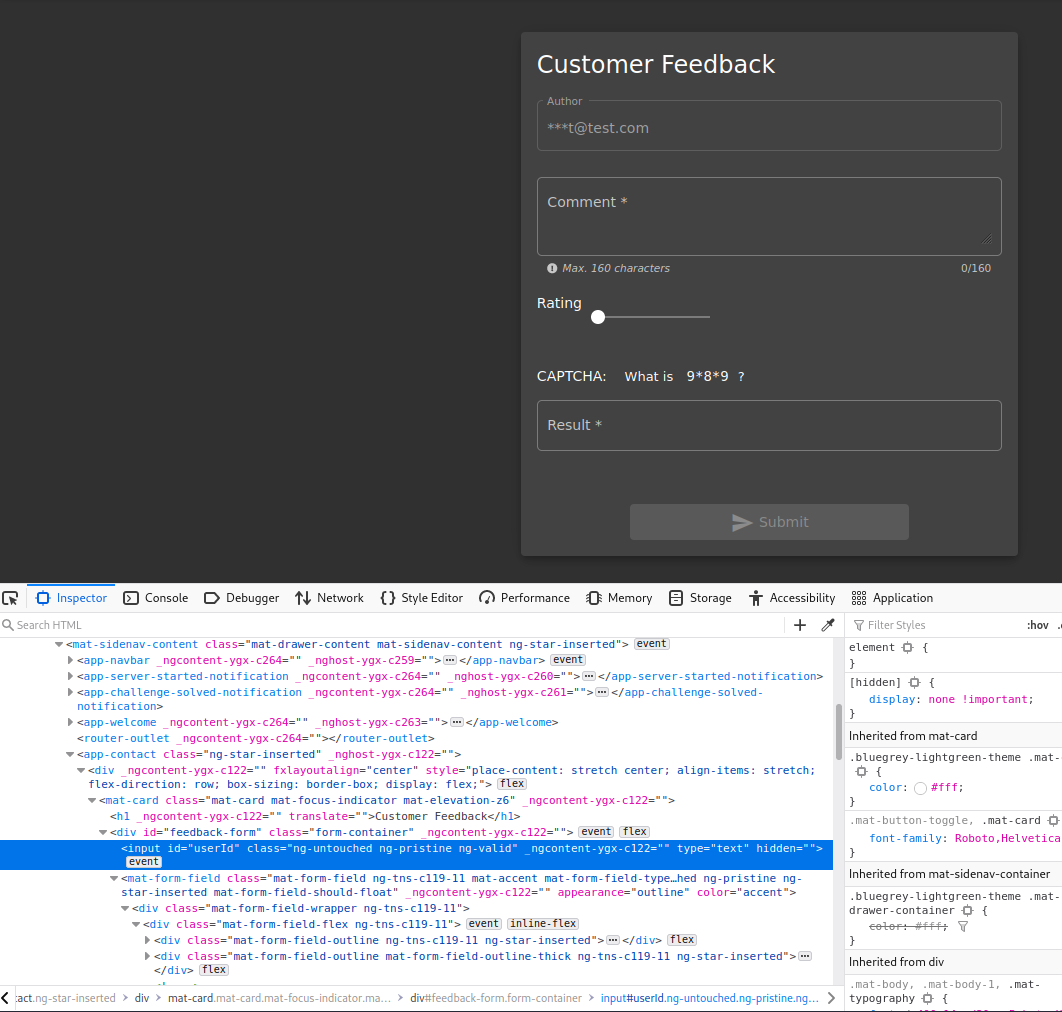 Customer Feedback
Author
***t@test.com
Comment *
Max. 160 characters 0/160
Rating
CAPTCHA: What is 9*8*9 ?
Result *
Submit
Inspector Console Debugger Network Style Editor Performance Memory Storage Accessibility Application
Search HTML
Filter Styles :hov
<mat-sidenav-content class="mat-drawer-content mat-sidenav-content ng-star-inserted"> event
<app-navbar _ngcontent-ygx-c264="" _nghost-ygx-c259="">…</app-navbar> event
<app-server-started-notification _ngcontent-ygx-c264="" _nghost-ygx-c260="">…</app-server-started-notification>
<app-challenge-solved-notification _ngcontent-ygx-c264="" _nghost-ygx-c261="">…</app-challenge-solved-
notification>
<app-welcome _ngcontent-ygx-c264="" _nghost-ygx-c263="">…</app-welcome>
<router-outlet _ngcontent-ygx-c264=""></router-outlet>
<app-contact class="ng-star-inserted" _nghost-ygx-c122="">
<div _ngcontent-ygx-c122="" fxlayoutalign="center" style="place-content: stretch center; align-items: stretch;
flex-direction: row; box-sizing: border-box; display: flex;"> flex
<mat-card class="mat-card mat-focus-indicator mat-elevation-z6" _ngcontent-ygx-c122="">
<h1 _ngcontent-ygx-c122="" translate="">Customer Feedback</h1>
<div id="feedback-form" class="form-container" _ngcontent-ygx-c122=""> event flex
<input id="userId" class="ng-untouched ng-pristine ng-valid" _ngcontent-ygx-c122="" type="text" hidden="">
event
<mat-form-field class="mat-form-field ng-tns-c119-11 mat-accent mat-form-field-type…hed ng-pristine ng-
star-inserted mat-form-field-should-float" _ngcontent-ygx-c122="" appearance="outline" color="accent">
<div class="mat-form-field-wrapper ng-tns-c119-11">
<div class="mat-form-field-flex ng-tns-c119-11"> event inline-flex
<div class="mat-form-field-outline ng-tns-c119-11 ng-star-inserted">…</div> flex
<div class="mat-form-field-outline mat-form-field-outline-thick ng-tns-c119-11 ng-star-inserted">…
</div> flex
tact.ng-star-inserted > div > mat-card.mat-card.mat-focus-indicator.ma… > div#feedback-form.form-container > input#userId.ng-untouched.ng-pristine.ng…
element {
}
[hidden] {
display: none !important;
}
Inherited from mat-card
.bluegrey-lightgreen-theme .mat-
{
color: #fff;
}
.mat-button-toggle, .mat-card {
font-family: Roboto,Helvetica
}
Inherited from mat-sidenav-container
.bluegrey-lightgreen-theme .mat-
drawer-container {
color: #fff;
}
Inherited from div
.mat-body, .mat-body-1, .mat-
typography {